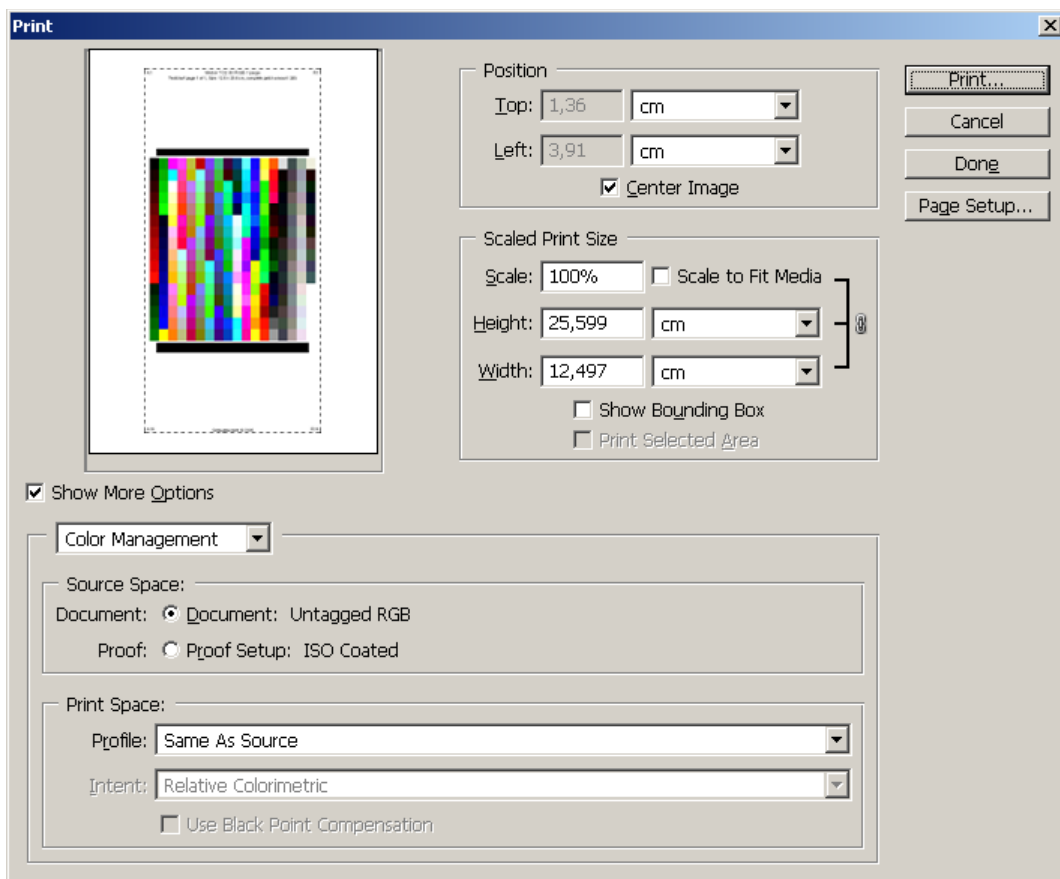 Print
Position
Top: 1,36 cm
Left: 3,91 cm
Center Image
Print...
Cancel
Done
Page Setup...
Scaled Print Size
Scale: 100% Scale to Fit Media
Height: 25,599 cm
Width: 12,497 cm
Show Bounding Box
Print Selected Area
Show More Options
Color Management
Source Space:
Document: Document: Untagged RGB
Proof: Proof Setup: ISO Coated
Print Space:
Profile: Same As Source
Intent: Relative Colorimetric
Use Black Point Compensation